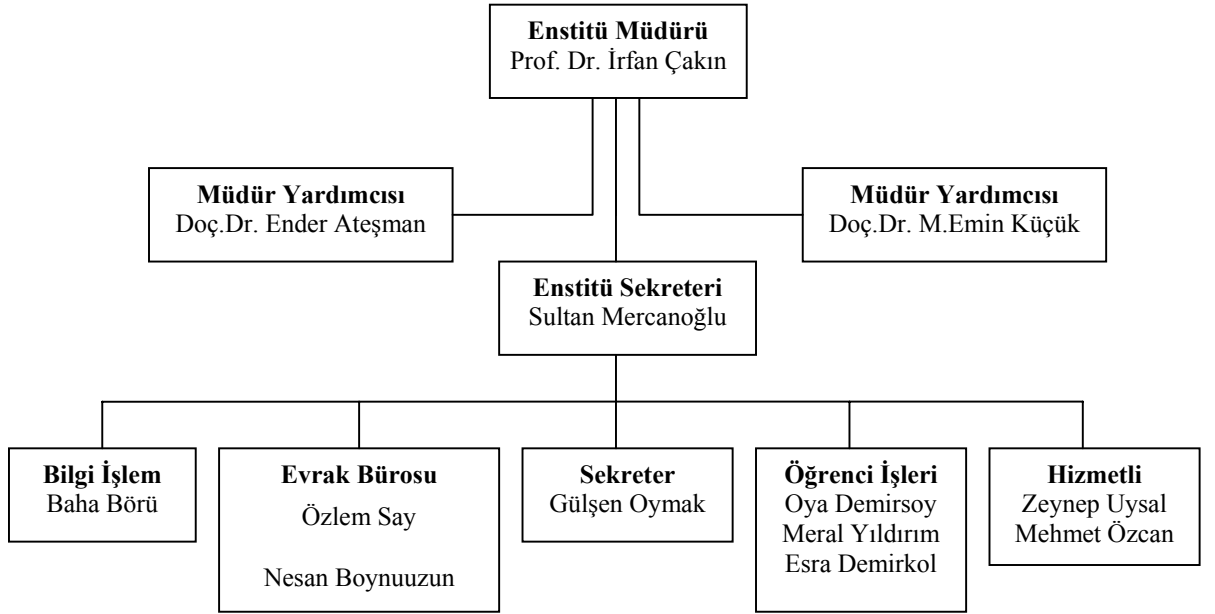 Enstitü Müdürü
Prof. Dr. İrfan Çakın
Müdür Yardımcısı
Doç.Dr. Ender Ateşman
Müdür Yardımcısı
Doç.Dr. M.Emin Küçük
Enstitü Sekreteri
Sultan Mercanoğlu
Bilgi İşlem
Baha Börü
Evrak Bürosu
Özlem Say
Nesan Boynuuzun
Sekreter
Gülşen Oymak
Öğrenci İşleri
Oya Demirsoy
Meral Yıldırım
Esra Demirkol
Hizmetli
Zeynep Uysal
Mehmet Özcan